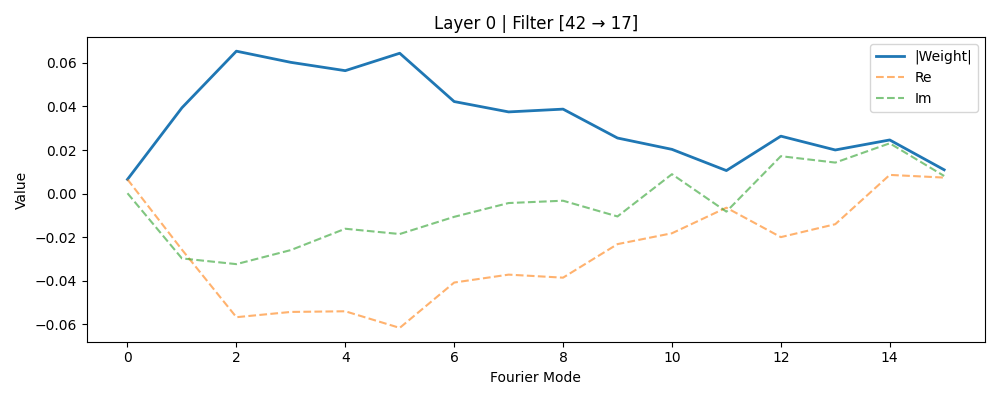 Layer 0 | Filter [42 → 17]
Value
0.06
0.04
0.02
0.00
−0.02
−0.04
−0.06
|Weight|
Re
Im
0 2 4 6 8 10 12 14
Fourier Mode